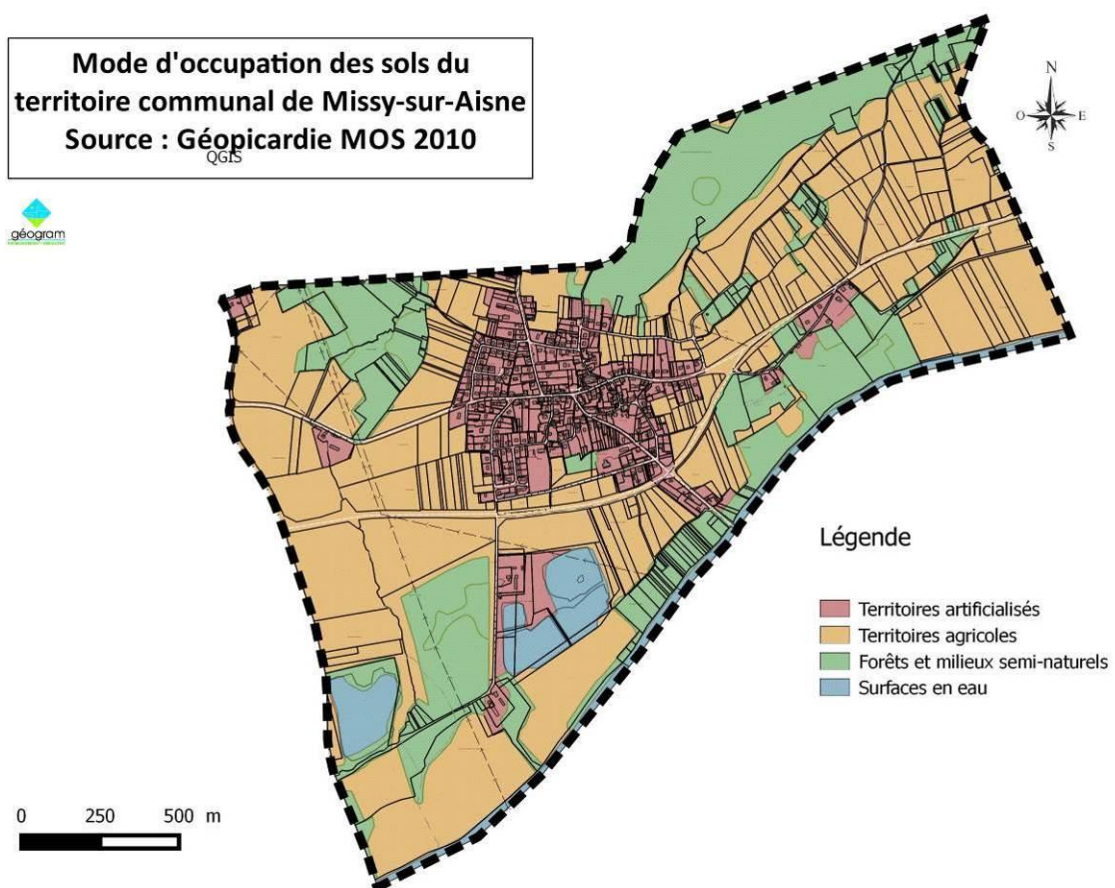 Mode d'occupation des sols du
territoire communal de Missy-sur-Aisne
Source : Géopicardie MOS 2010
QGIS
géogram
N
O
E
S
Légende
Territoires artificialisés
Territoires agricoles
Forêts et milieux semi-naturels
Surfaces en eau
0 250 500 m